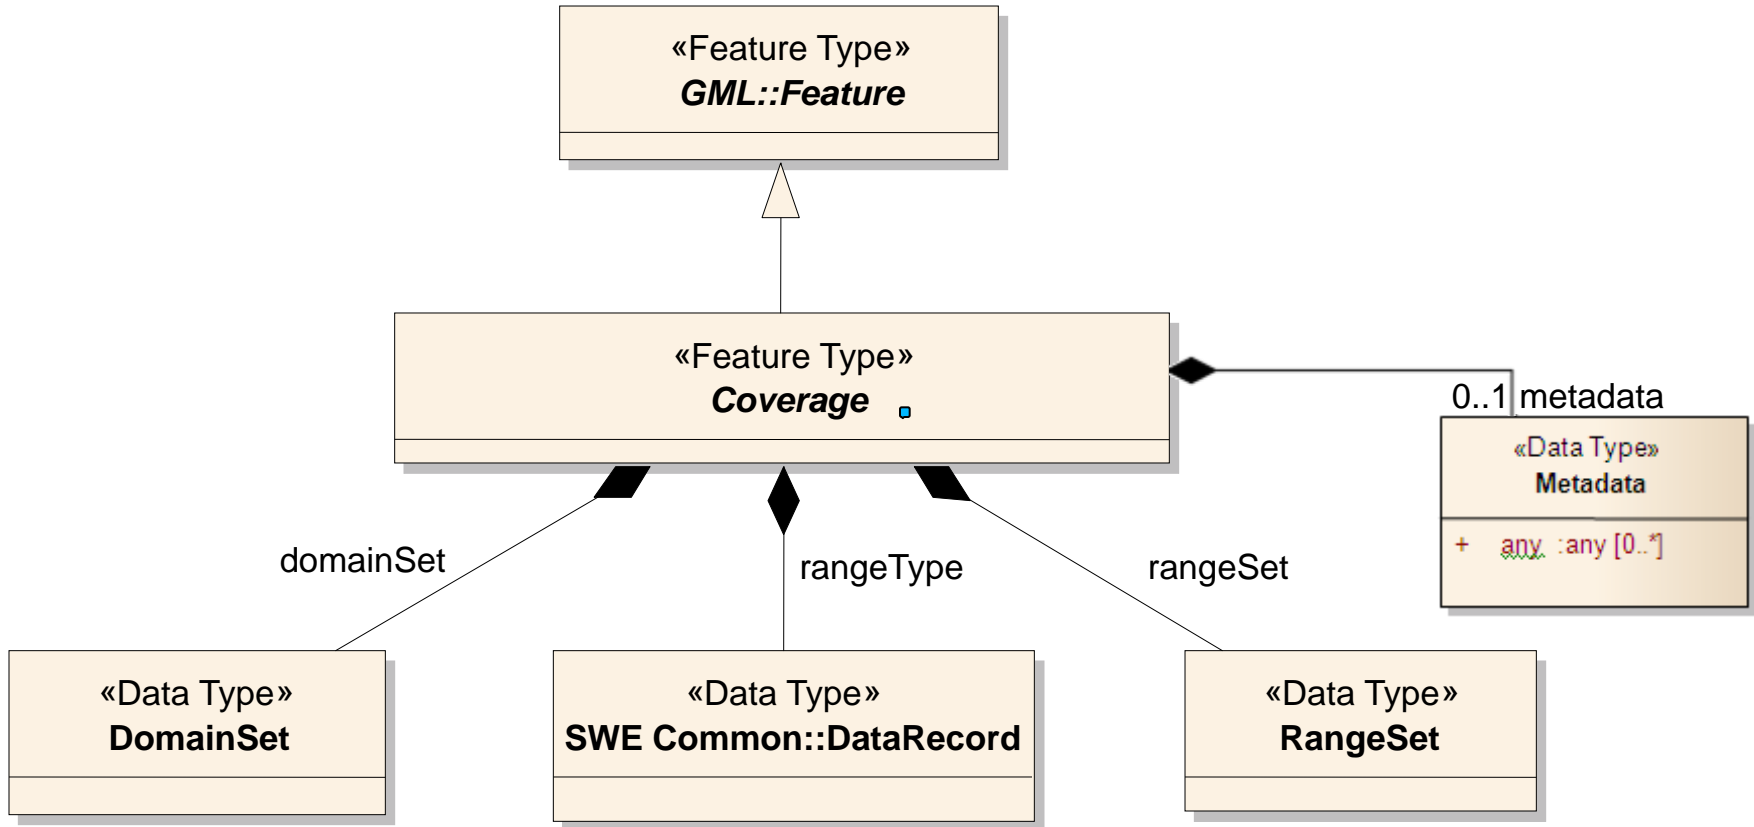 «Feature Type»
GML::Feature
«Feature Type»
Coverage
0..1 metadata
«Data Type»
Metadata
+ any :any [0..*]
domainSet
rangeType
rangeSet
«Data Type»
DomainSet
«Data Type»
SWE Common::DataRecord
«Data Type»
RangeSet